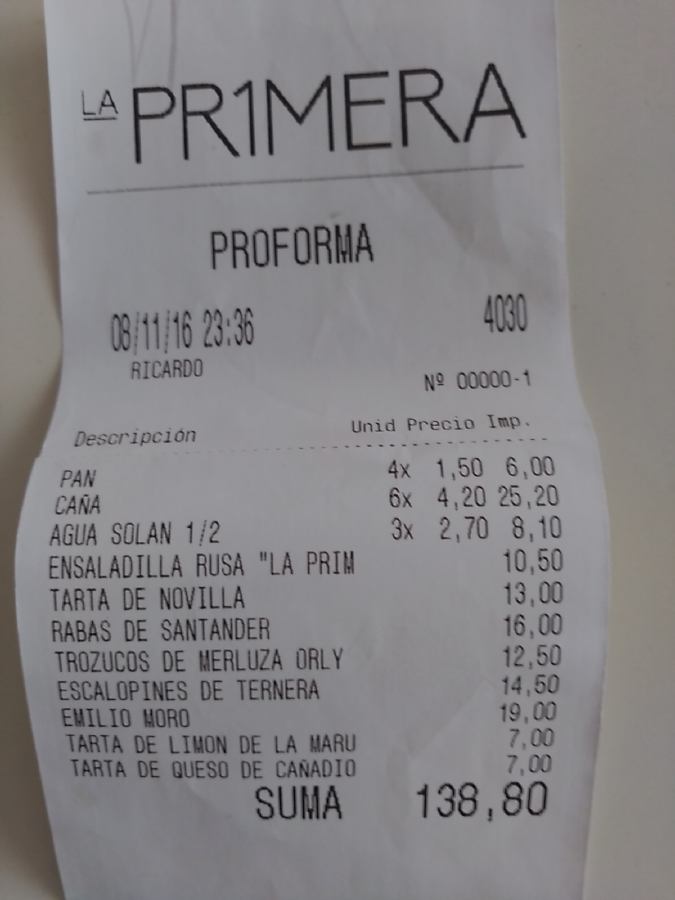 LA PR1MERA
PROFORMA
08/11/16 23:36 4030
RICARDO
Nº 00000-1
Descripción Unid Precio Imp.
PAN 4x 1,50 6,00
CAÑA 6x 4,20 25,20
AGUA SOLAN 1/2 3x 2,70 8,10
ENSALADILLA RUSA "LA PRIM 10,50
TARTA DE NOVILLA 13,00
RABAS DE SANTANDER 16,00
TROZUCOS DE MERLUZA ORLY 12,50
ESCALOPINES DE TERNERA 14,50
EMILIO MORO 19,00
TARTA DE LIMON DE LA MARU 7,00
TARTA DE QUESO DE CAÑADIO 7,00
SUMA 138,80